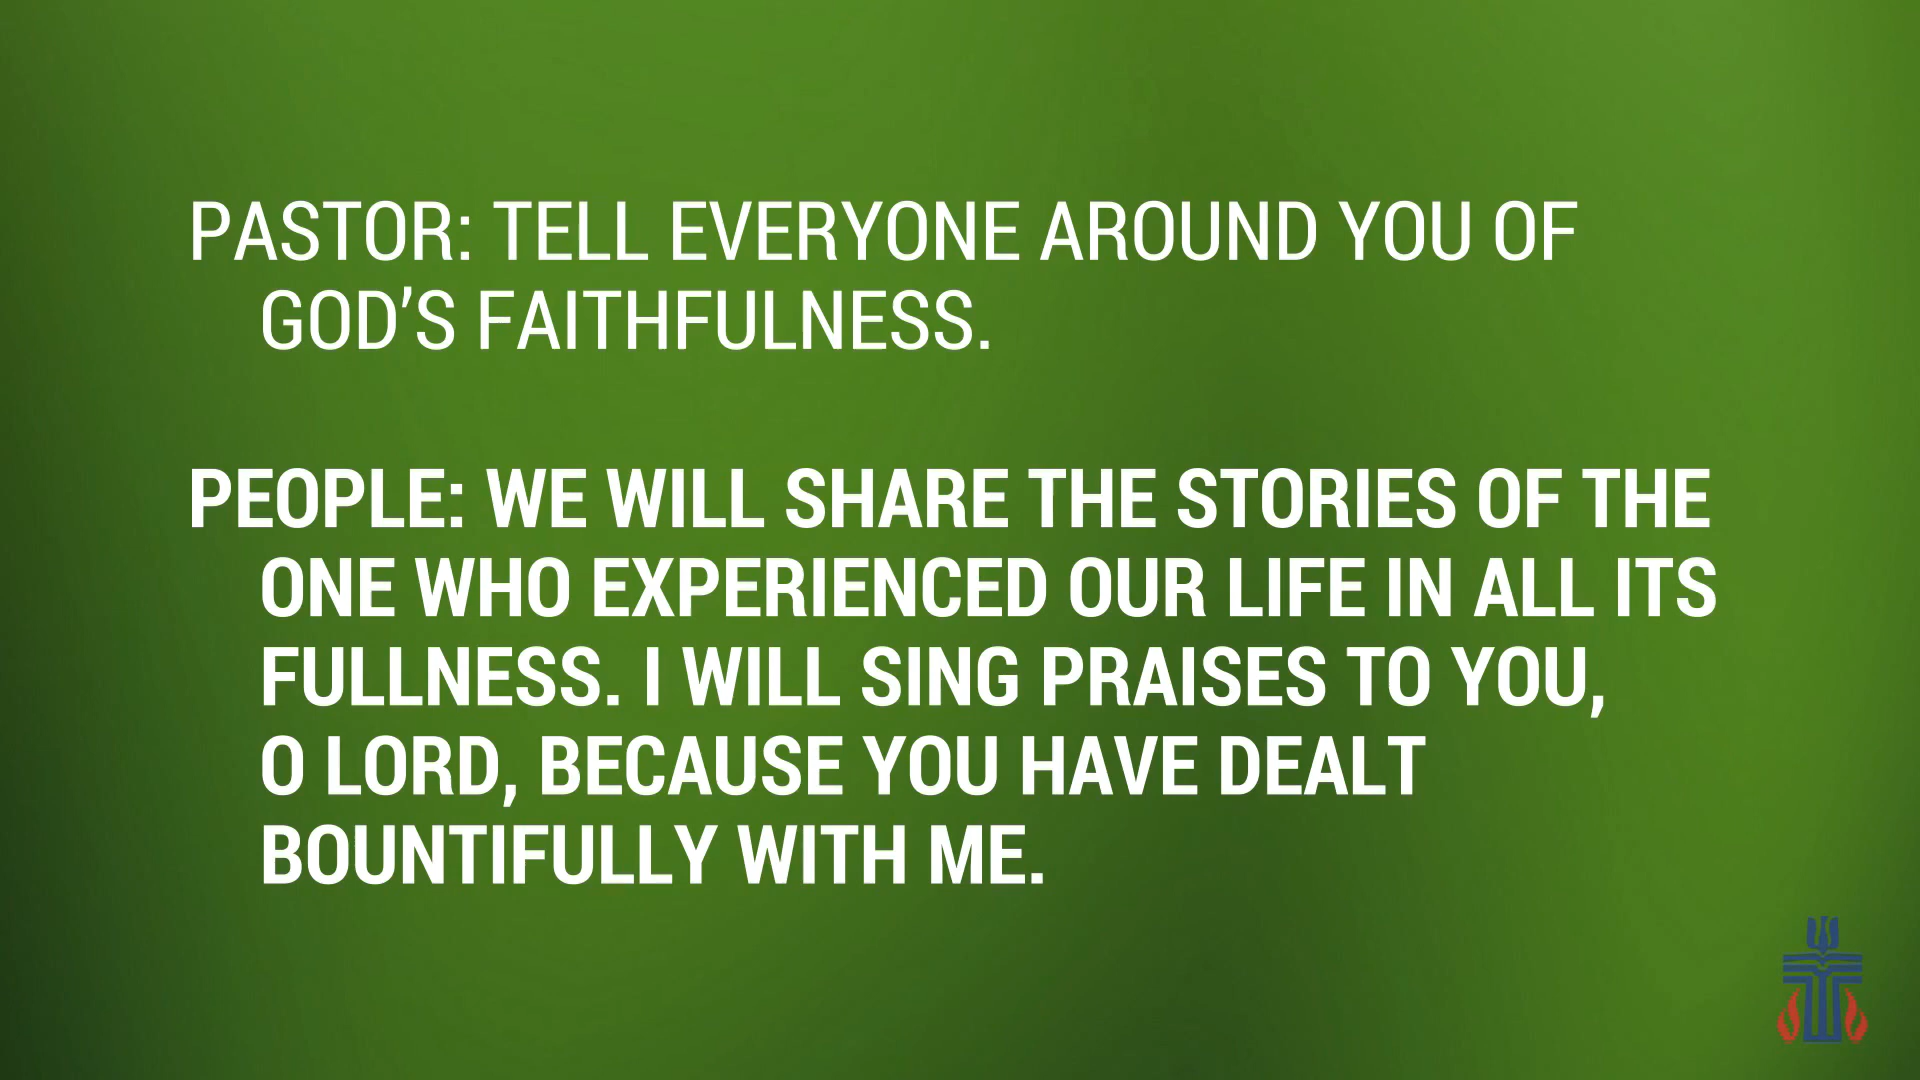 PASTOR: TELL EVERYONE AROUND YOU OF
GOD’S FAITHFULNESS.
PEOPLE: WE WILL SHARE THE STORIES OF THE
ONE WHO EXPERIENCED OUR LIFE IN ALL ITS
FULLNESS. I WILL SING PRAISES TO YOU,
O LORD, BECAUSE YOU HAVE DEALT
BOUNTIFULLY WITH ME.